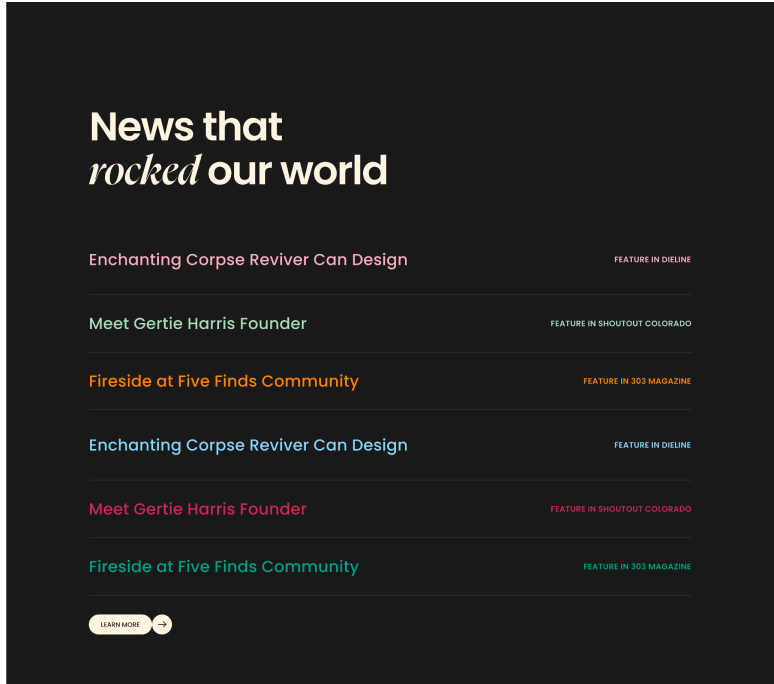 News that
rocked our world
Enchanting Corpse Reviver Can Design
FEATURE IN DIELINE
Meet Gertie Harris Founder
FEATURE IN SHOUTOUT COLORADO
Fireside at Five Finds Community
FEATURE IN 303 MAGAZINE
Enchanting Corpse Reviver Can Design
FEATURE IN DIELINE
Meet Gertie Harris Founder
FEATURE IN SHOUTOUT COLORADO
Fireside at Five Finds Community
FEATURE IN 303 MAGAZINE
LEARN MORE